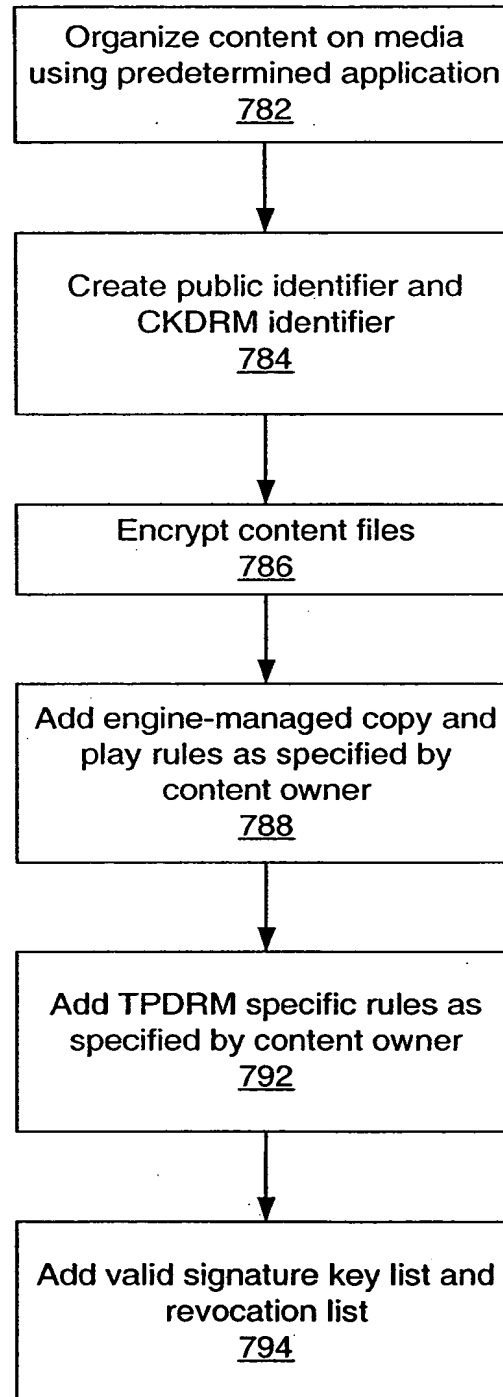 Organize content on media
using predetermined application
782
Create public identifier and
CKDRM identifier
784
Encrypt content files
786
Add engine-managed copy and
play rules as specified by
content owner
788
Add TPDRM specific rules as
specified by content owner
792
Add valid signature key list and
revocation list
794